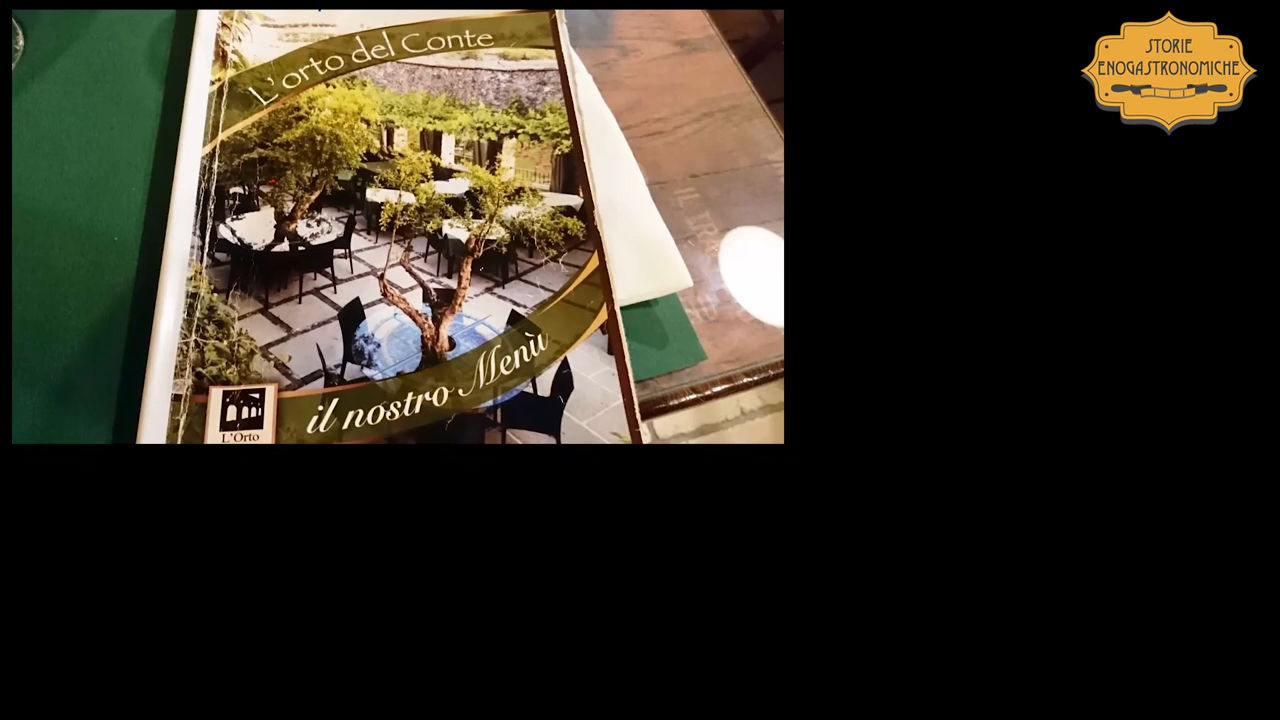 L'orto del Conte
il nostro Menù
L'Orto
STORIE
ENOGASTRONOMICHE